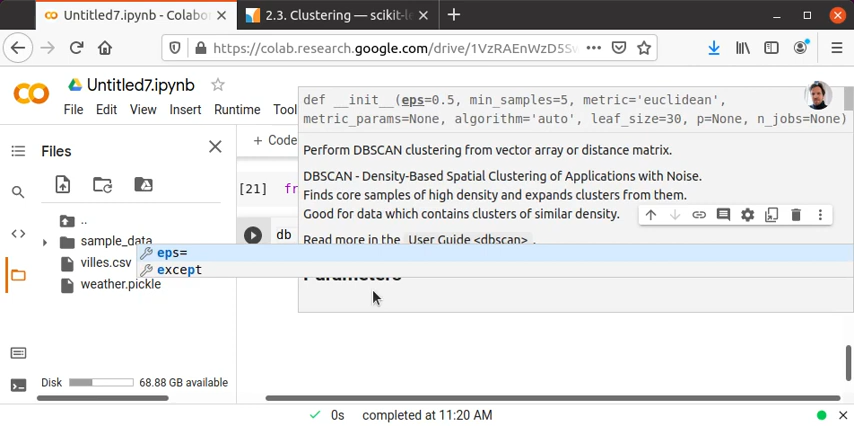 Untitled7.ipynb - Colabo
2.3. Clustering — scikit-le
https://colab.research.google.com/drive/1VzRAEnWzD5Sw
Untitled7.ipynb
File Edit View Insert Runtime Tool
Files
..
sample_data
villes.csv
weather.pickle
Disk 68.88 GB available
+ Code
[21] fr
db
def __init__(eps=0.5, min_samples=5, metric='euclidean',
metric_params=None, algorithm='auto', leaf_size=30, p=None, n_jobs=None)
Perform DBSCAN clustering from vector array or distance matrix.
DBSCAN - Density-Based Spatial Clustering of Applications with Noise.
Finds core samples of high density and expands clusters from them.
Good for data which contains clusters of similar density.
Read more in the User Guide <dbscan> .
Parameters
eps=
except
0s completed at 11:20 AM